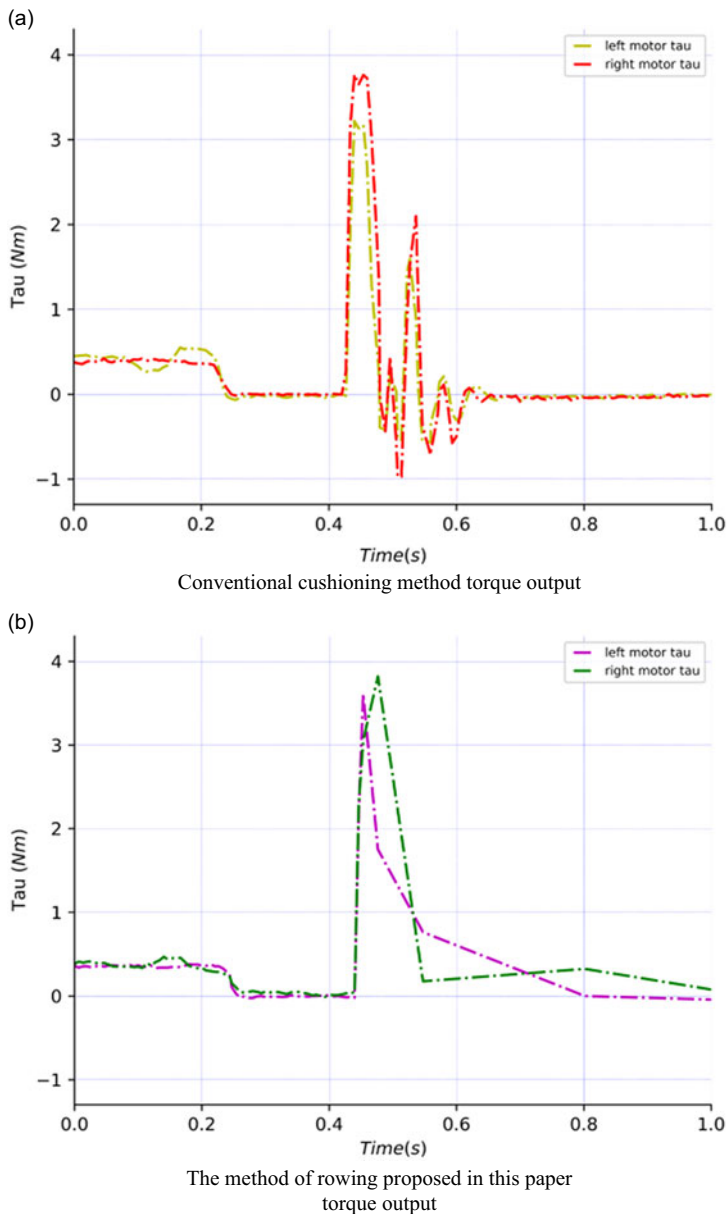 (a)
left motor tau
right motor tau
4
3
2
1
0
−1
Tau (Nm)
0.0 0.2 0.4 0.6 0.8 1.0
Time(s)
Conventional cushioning method torque output
(b)
left motor tau
right motor tau
4
3
2
1
0
−1
Tau (Nm)
0.0 0.2 0.4 0.6 0.8 1.0
Time(s)
The method of rowing proposed in this paper
torque output